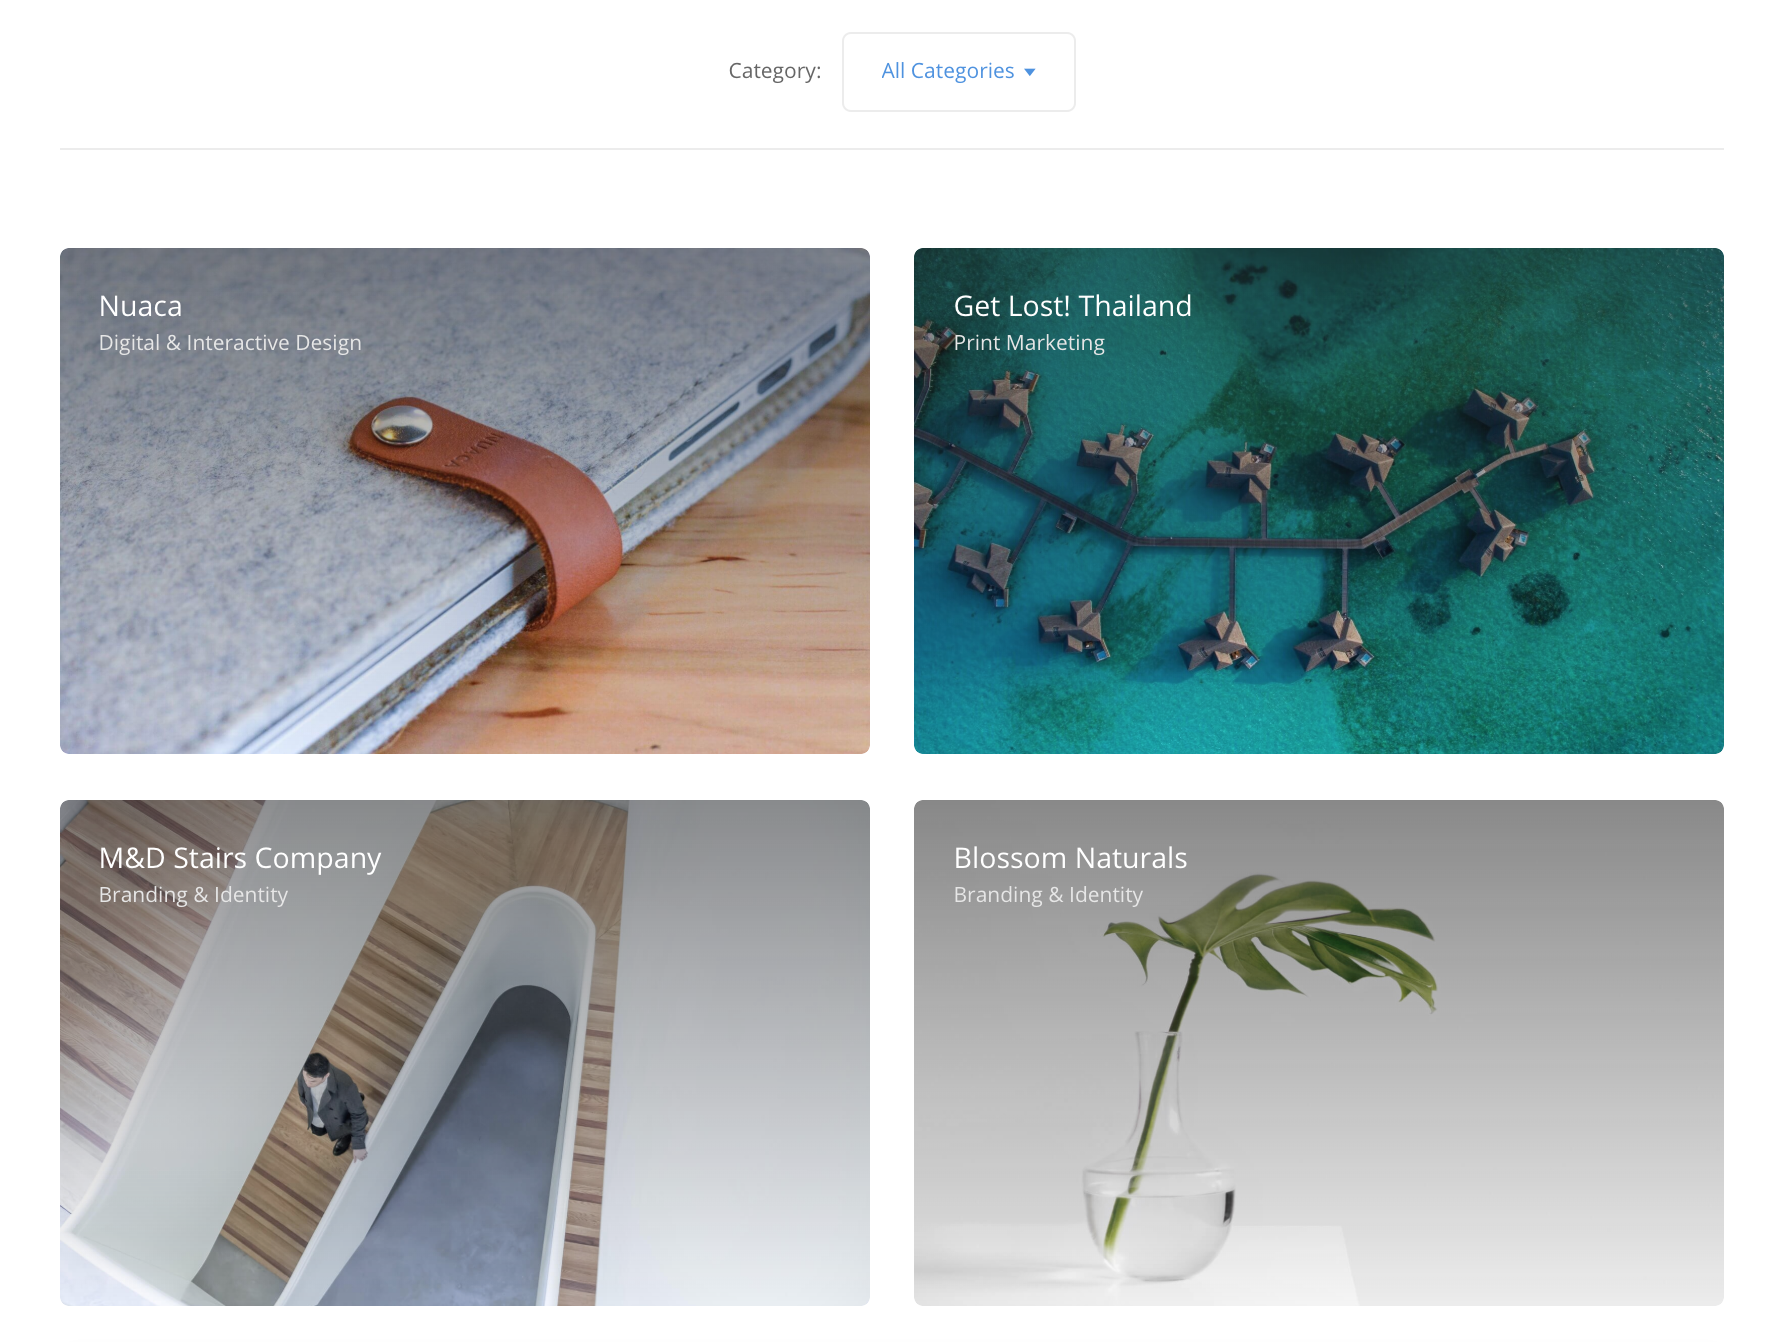 Category: All Categories
Nuaca
Digital & Interactive Design
NUACA
Get Lost! Thailand
Print Marketing
M&D Stairs Company
Branding & Identity
Blossom Naturals
Branding & Identity